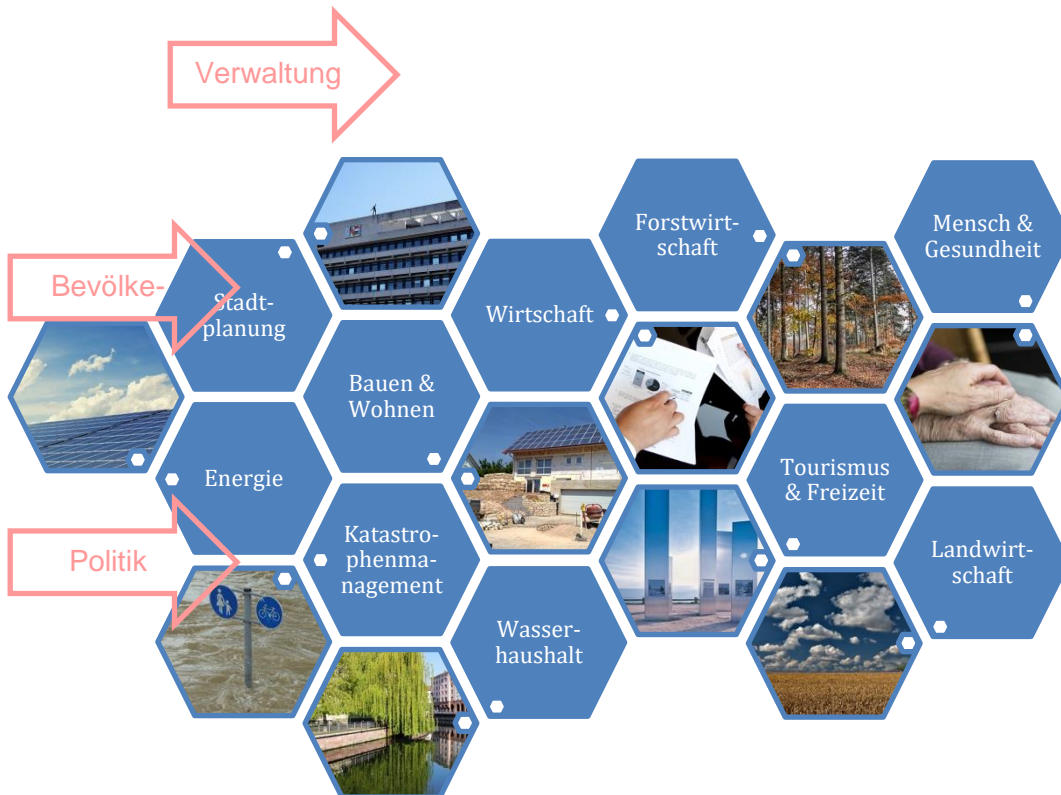 Verwaltung
Forstwirt-
schaft
Mensch &
Gesundheit
Bevölke-
Stadt-
planung
Wirtschaft
Bauen &
Wohnen
Energie
Tourismus
& Freizeit
Politik
Katastro-
phenma-
nagement
Landwirt-
schaft
Wasser-
haushalt